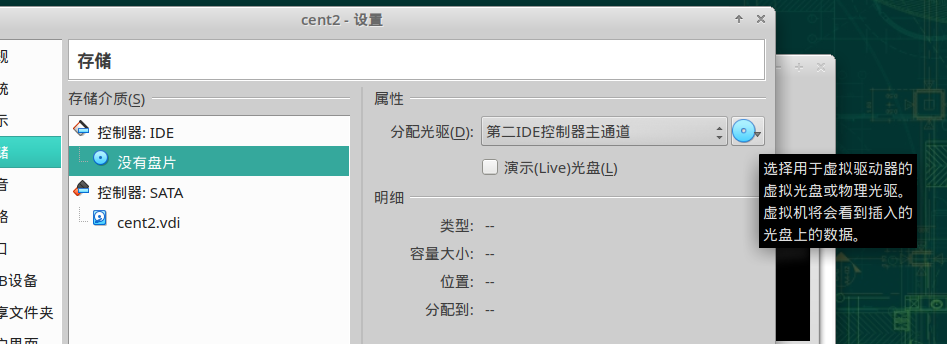 cent2 - 设置
规
统
示
储
音
络
口
B设备
享文件夹
户界面
存储
存储介质(S)
控制器: IDE
没有盘片
控制器: SATA
cent2.vdi
属性
分配光驱(D): 第二IDE控制器主通道
演示(Live)光盘(L)
明细
类型: --
容量大小: --
位置: --
分配到: --
选择用于虚拟驱动器的
虚拟光盘或物理光驱。
虚拟机将会看到插入的
光盘上的数据。